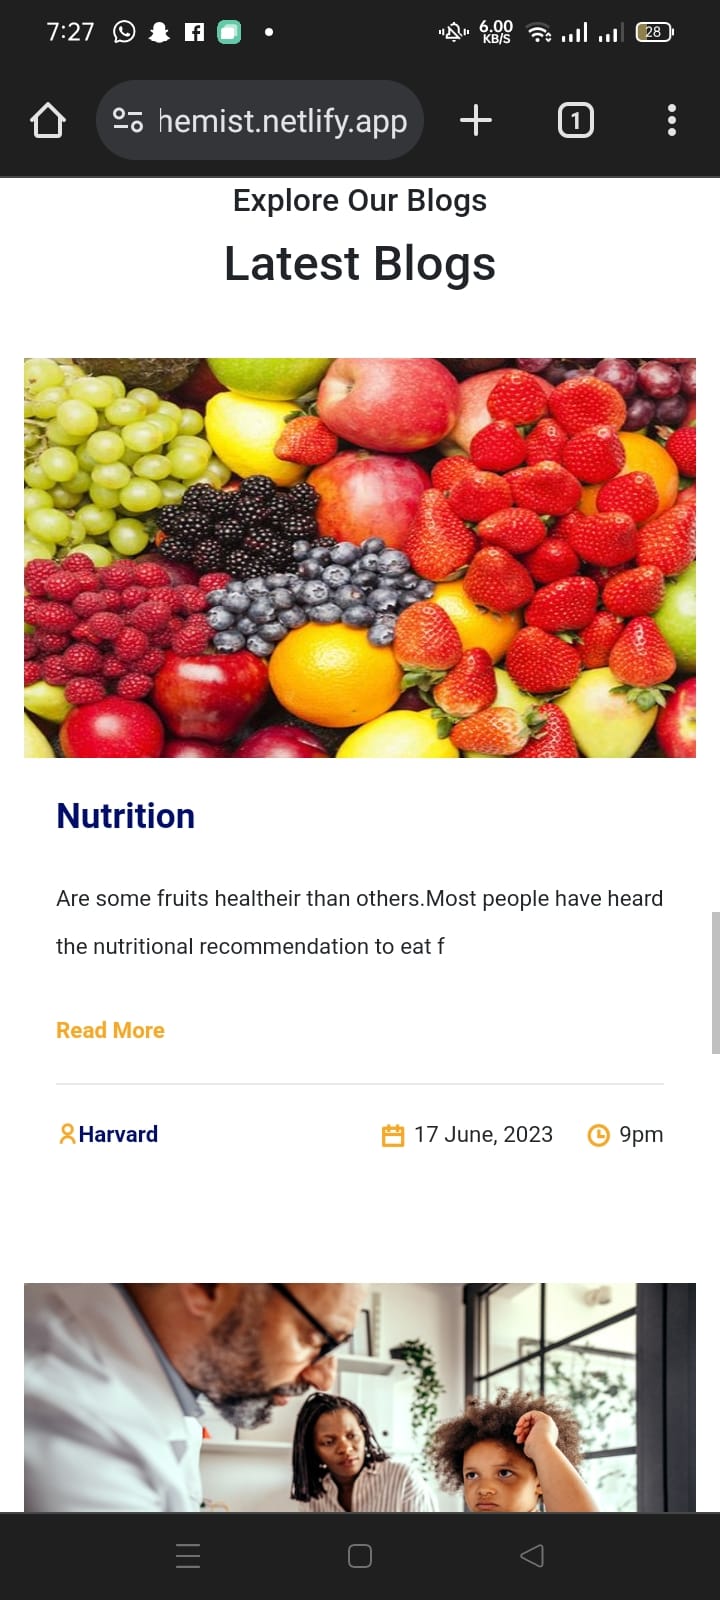 7:27
6.00
KB/S
28
hemist.netlify.app
1
Explore Our Blogs
Latest Blogs
Nutrition
Are some fruits healtheir than others.Most people have heard
the nutritional recommendation to eat f
Read More
Harvard
17 June, 2023
9pm